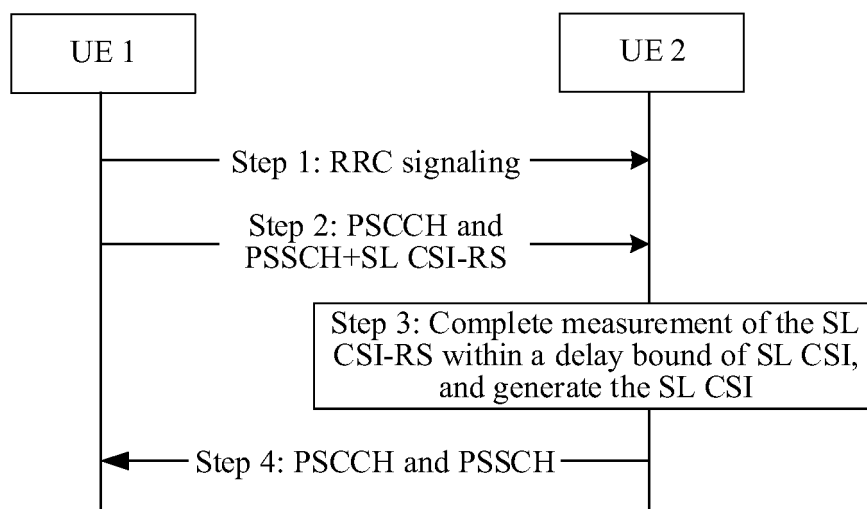 UE 1
UE 2
Step 1: RRC signaling
Step 2: PSCCH and
PSSCH+SL CSI-RS
Step 3: Complete measurement of the SL
CSI-RS within a delay bound of SL CSI,
and generate the SL CSI
Step 4: PSCCH and PSSCH